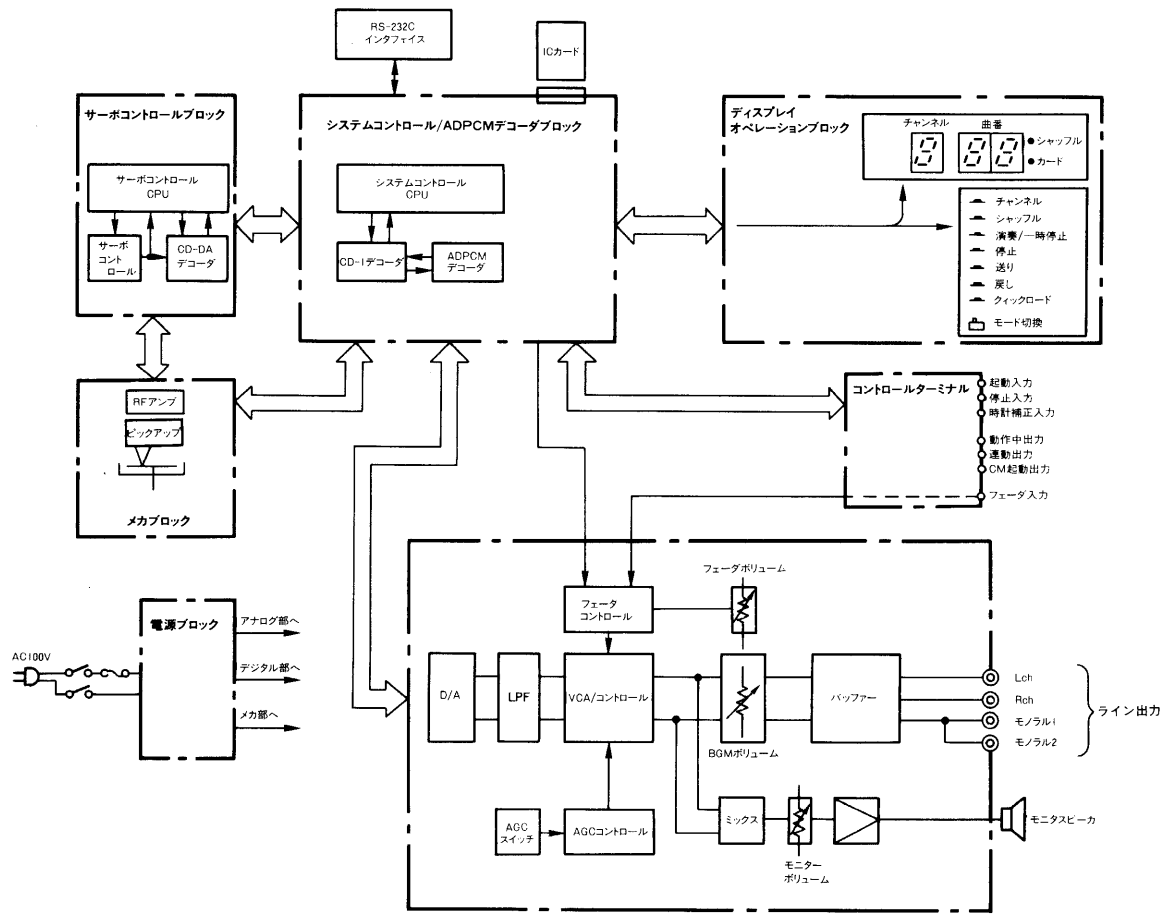 RS-232C
インタフェイス
ICカード
サーボコントロールブロック
サーボコントロール
CPU
サーボ
コント
ロール
CD-DA
デコーダ
システムコントロール/ADPCMデコーダブロック
システムコントロール
CPU
CD-Iデコーダ
ADPCM
デコーダ
ディスプレイ
オペレーションブロック
チャンネル
曲番
シャッフル
カード
チャンネル
シャッフル
演奏/一時停止
停止
送り
戻し
クィックロード
モード切換
RFアンプ
ピックアップ
メカブロック
コントロールターミナル
起動入力
停止入力
時計補正入力
動作中出力
連動出力
CM起動出力
フェーダ入力
電源ブロック
AC100V
アナログ部へ
デジタル部へ
メカ部へ
フェーダ
コントロール
フェーダボリューム
D/A
LPF
VCA/コントロール
BGMボリューム
バッファー
Lch
Rch
モノラル1
モノラル2
ライン出力
AGC
スイッチ
AGCコントロール
ミックス
モニター
ボリューム
モニタスピーカ